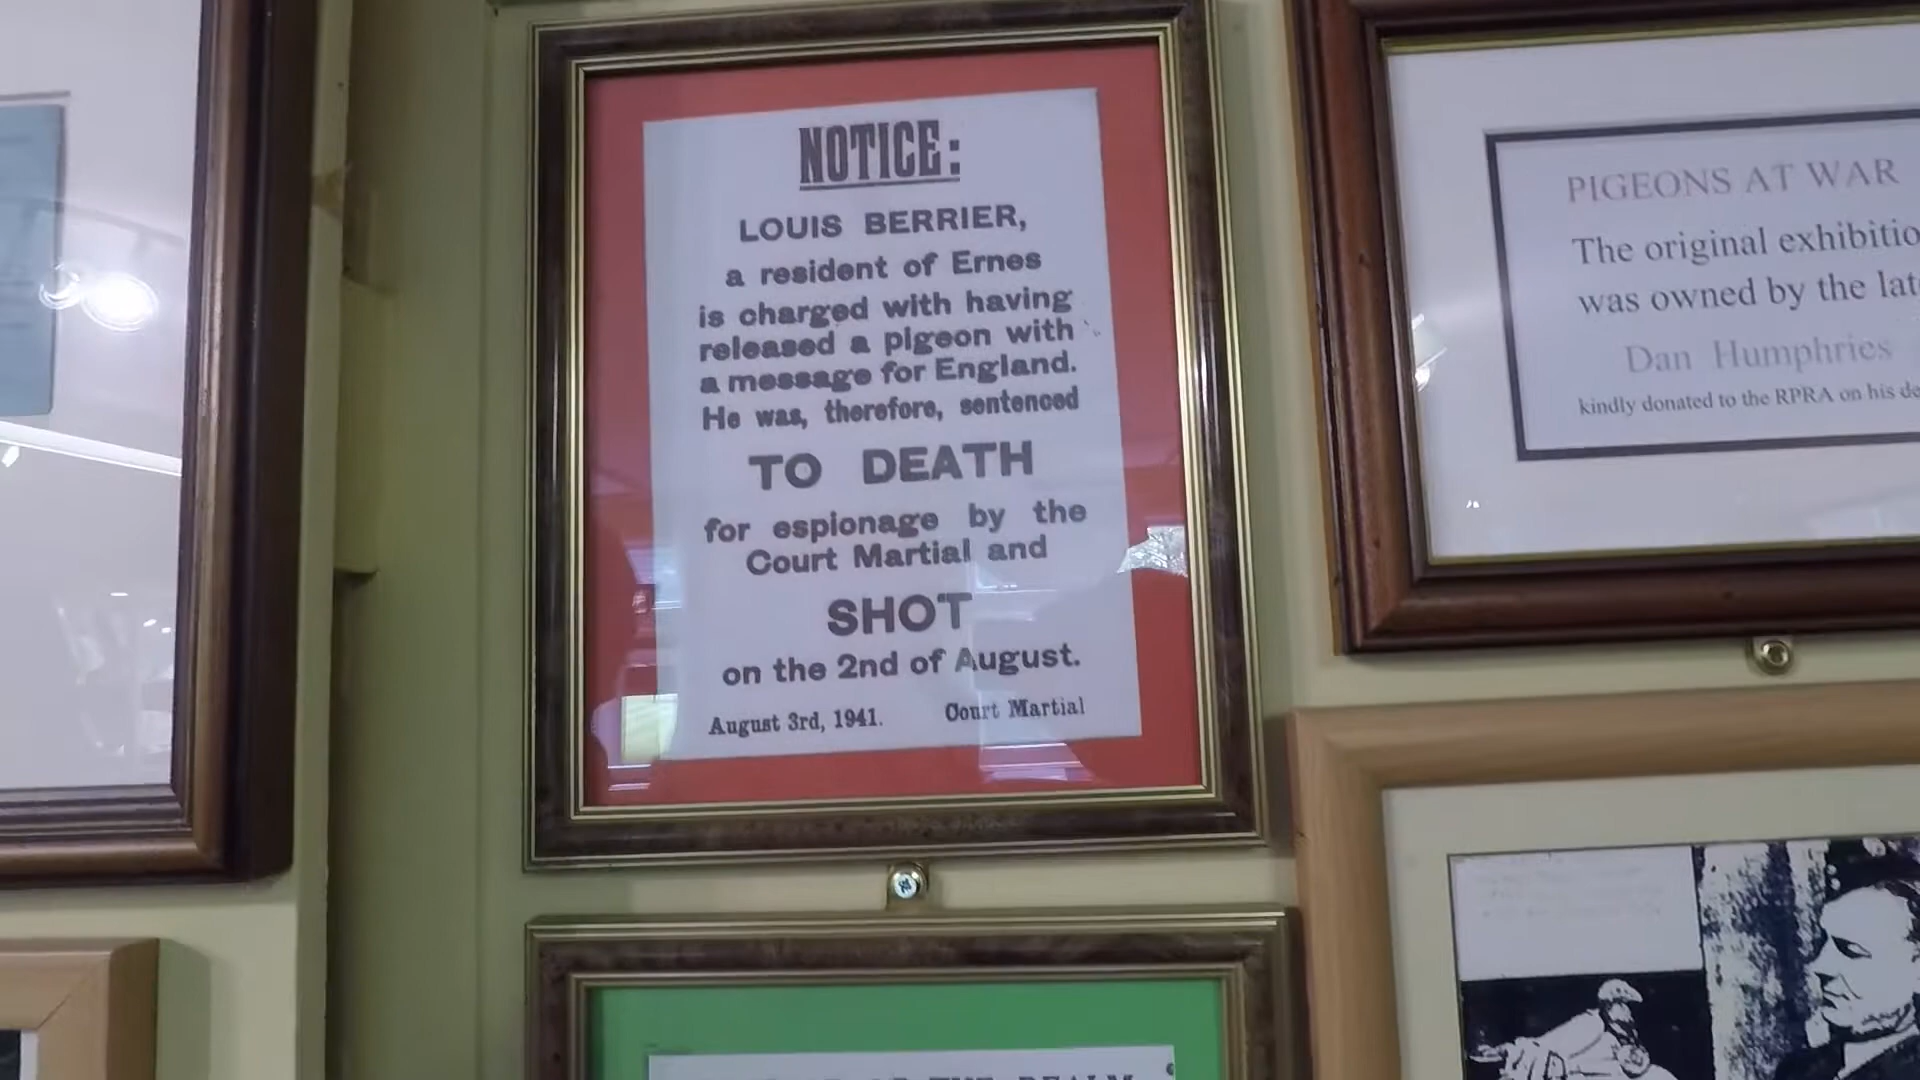 NOTICE:
LOUIS BERRIER,
a resident of Ernes
is charged with having
released a pigeon with
a message for England.
He was, therefore, sentenced
TO DEATH
for espionage by the
Court Martial and
SHOT
on the 2nd of August.
August 3rd, 1941. Court Martial
PIGEONS AT WAR
The original
was owned by the
Dan Humphries
kindly donated to the RPRA on his
THE REALM